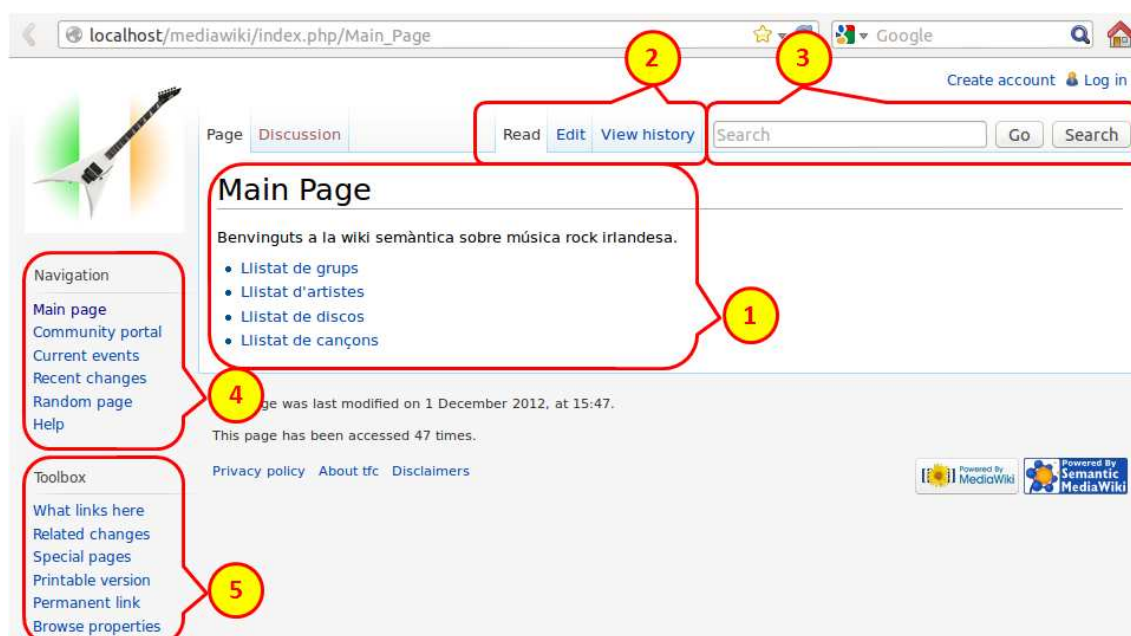 localhost/mediawiki/index.php/Main_Page
Google
2
3
Create account Log in
Page Discussion Read Edit View history Search Go Search
Main Page
Benvinguts a la wiki semàntica sobre música rock irlandesa.
Llistat de grups
Llistat d'artistes
Llistat de discos
Llistat de cançons
1
Navigation
Main page
Community portal
Current events
Recent changes
Random page
Help
4
page was last modified on 1 December 2012, at 15:47.
This page has been accessed 47 times.
Privacy policy About tfc Disclaimers
Powered By
MediaWiki
Powered By
Semantic
MediaWiki
Toolbox
What links here
Related changes
Special pages
Printable version
Permanent link
Browse properties
5